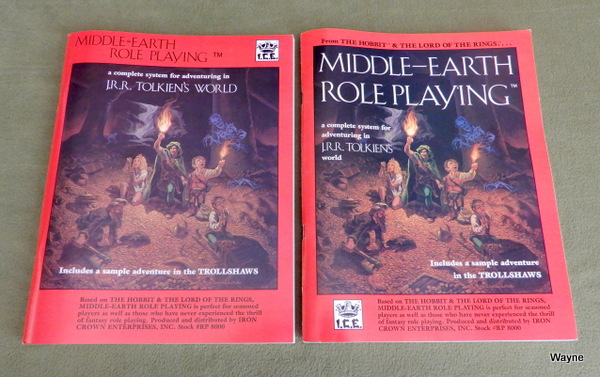 MIDDLE-EARTH
ROLE PLAYING™
I.C.E.
a complete system for adventuring in
J.R.R. TOLKIEN'S WORLD
Includes a sample adventure in the TROLLSHAWS
Based on THE HOBBIT & THE LORD OF THE RINGS,
MIDDLE-EARTH ROLE PLAYING is perfect for seasoned
players as well as those who have never experienced the thrill
of fantasy role playing. Produced and distributed by IRON
CROWN ENTERPRISES, INC. Stock #RP 8000
From THE HOBBIT™ & THE LORD OF THE RINGS™. . .
MIDDLE–EARTH
ROLE PLAYING™
a complete system for
adventuring in
J.R.R. TOLKIEN'S
world
Includes a sample adventure
in the TROLLSHAWS
I.C.E.
Based on THE HOBBIT & THE LORD OF THE RINGS,
MIDDLE-EARTH ROLE PLAYING is perfect for seasoned
players as well as those who have never experienced the thrill
of fantasy role playing. Produced and distributed by IRON
CROWN ENTERPRISES, INC. Stock #RP 8000
Wayne